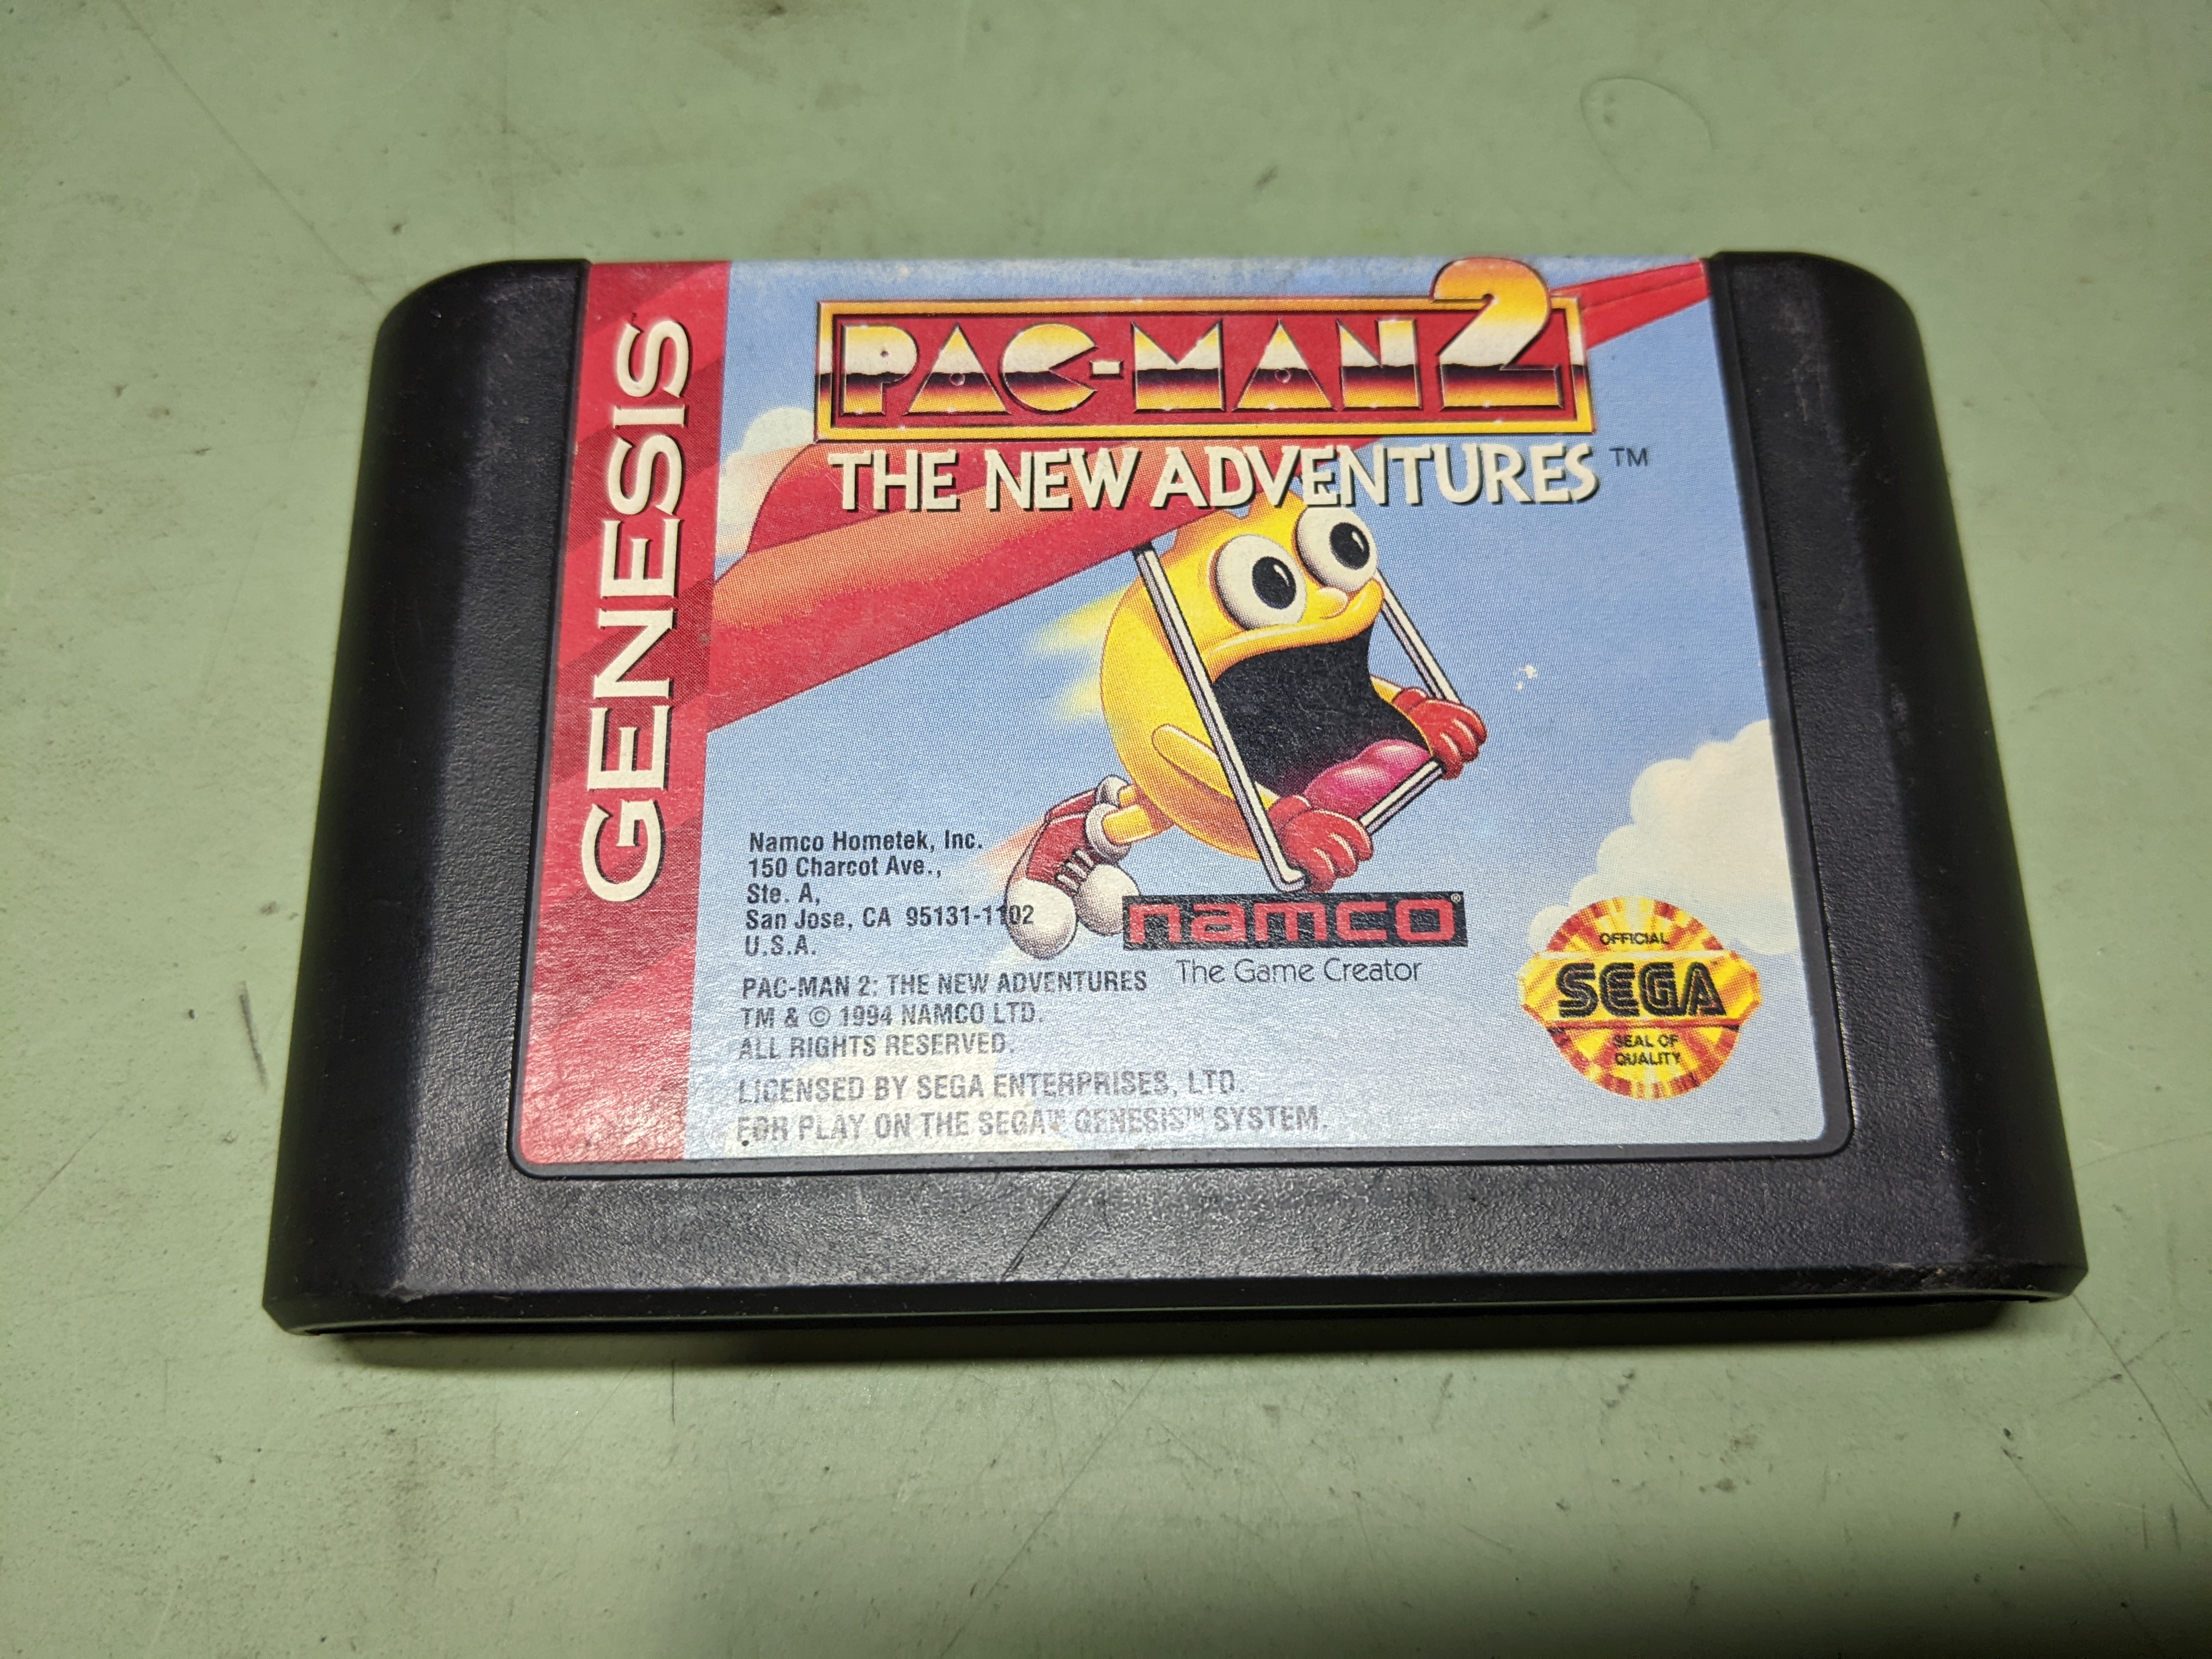 GENESIS
PAC-MAN 2
THE NEW ADVENTURES™
Namco Hometek, Inc.
150 Charcot Ave.,
Ste. A,
San Jose, CA 95131-1102
U.S.A.
PAC-MAN 2: THE NEW ADVENTURES
TM & © 1994 NAMCO LTD.
ALL RIGHTS RESERVED.
LICENSED BY SEGA ENTERPRISES, LTD.
FOR PLAY ON THE SEGA™ GENESIS™ SYSTEM.
namco®
The Game Creator
OFFICIAL
SEGA
SEAL OF
QUALITY